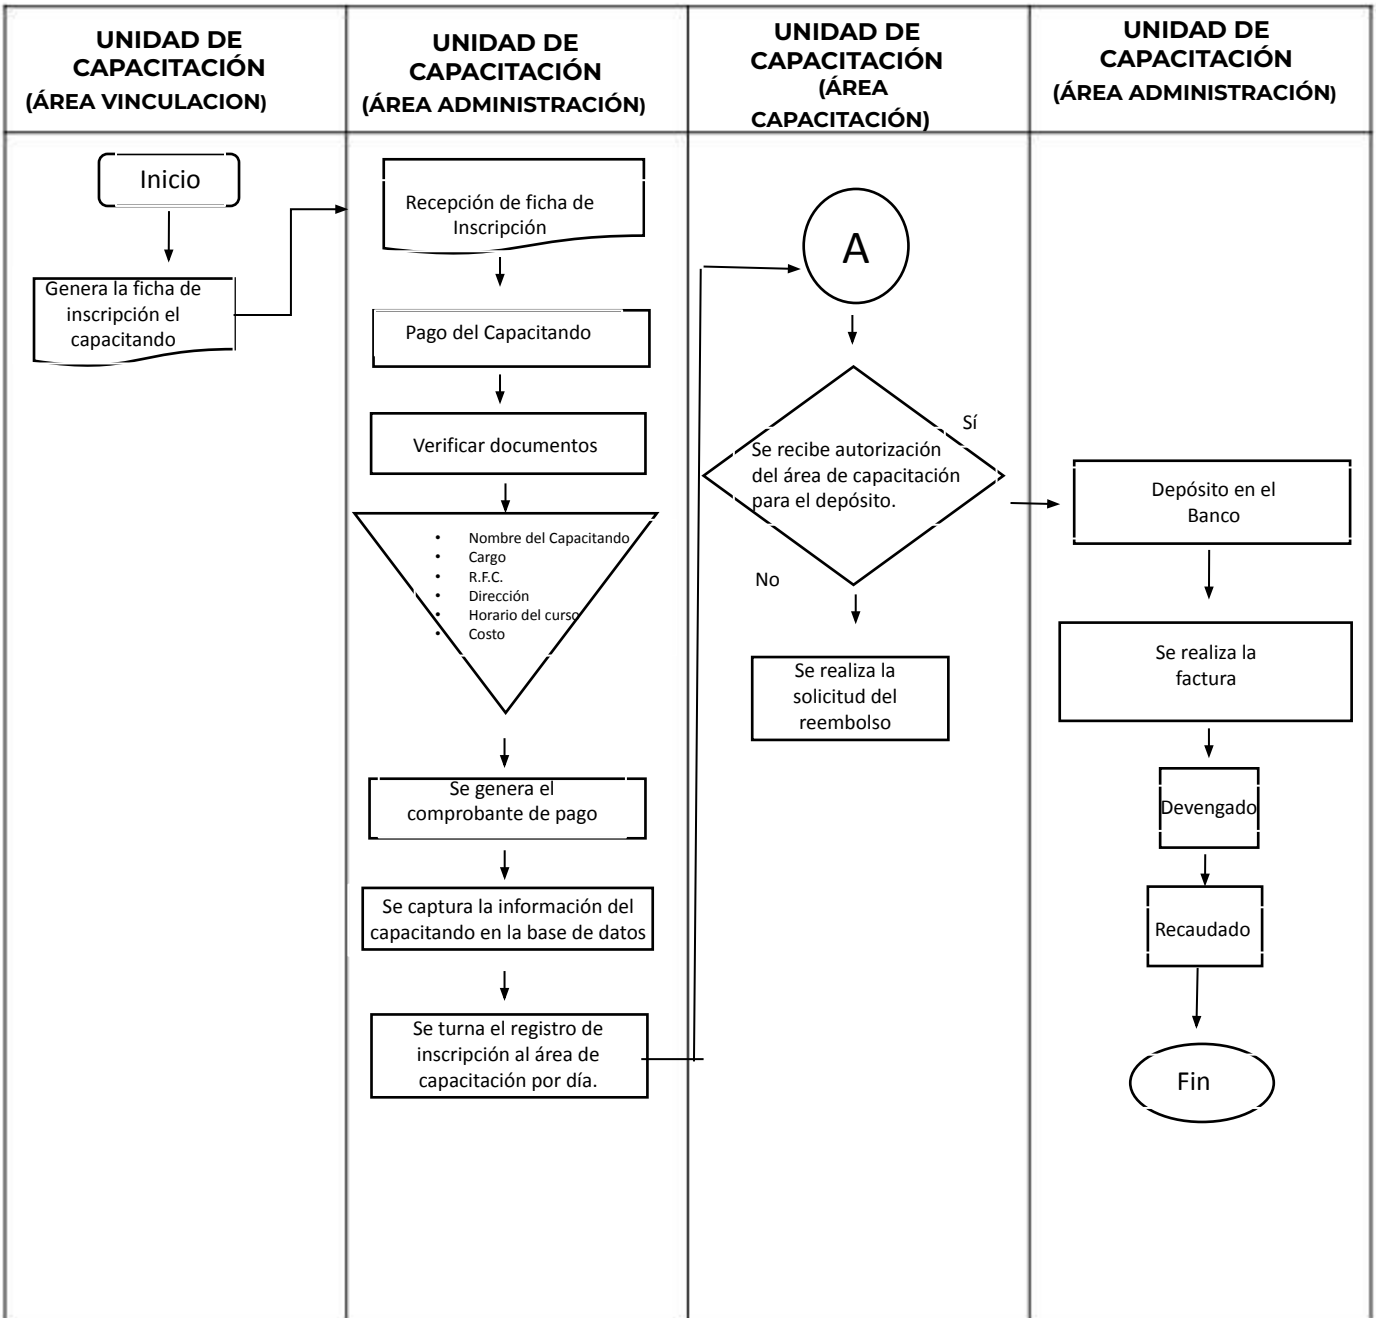 UNIDAD DE
CAPACITACIÓN
(ÁREA VINCULACION)
UNIDAD DE
CAPACITACIÓN
(ÁREA ADMINISTRACIÓN)
UNIDAD DE
CAPACITACIÓN
(ÁREA
CAPACITACIÓN)
UNIDAD DE
CAPACITACIÓN
(ÁREA ADMINISTRACIÓN)
Inicio
Genera la ficha de
inscripción el
capacitando
Recepción de ficha de
Inscripción
Pago del Capacitando
Verificar documentos
• Nombre del Capacitando
• Cargo
• R.F.C.
• Dirección
• Horario del curso
• Costo
Se genera el
comprobante de pago
Se captura la información del
capacitando en la base de datos
Se turna el registro de
inscripción al área de
capacitación por día.
A
Se recibe autorización
del área de capacitación
para el depósito.
Sí
No
Se realiza la
solicitud del
reembolso
Depósito en el
Banco
Se realiza la
factura
Devengado
Recaudado
Fin